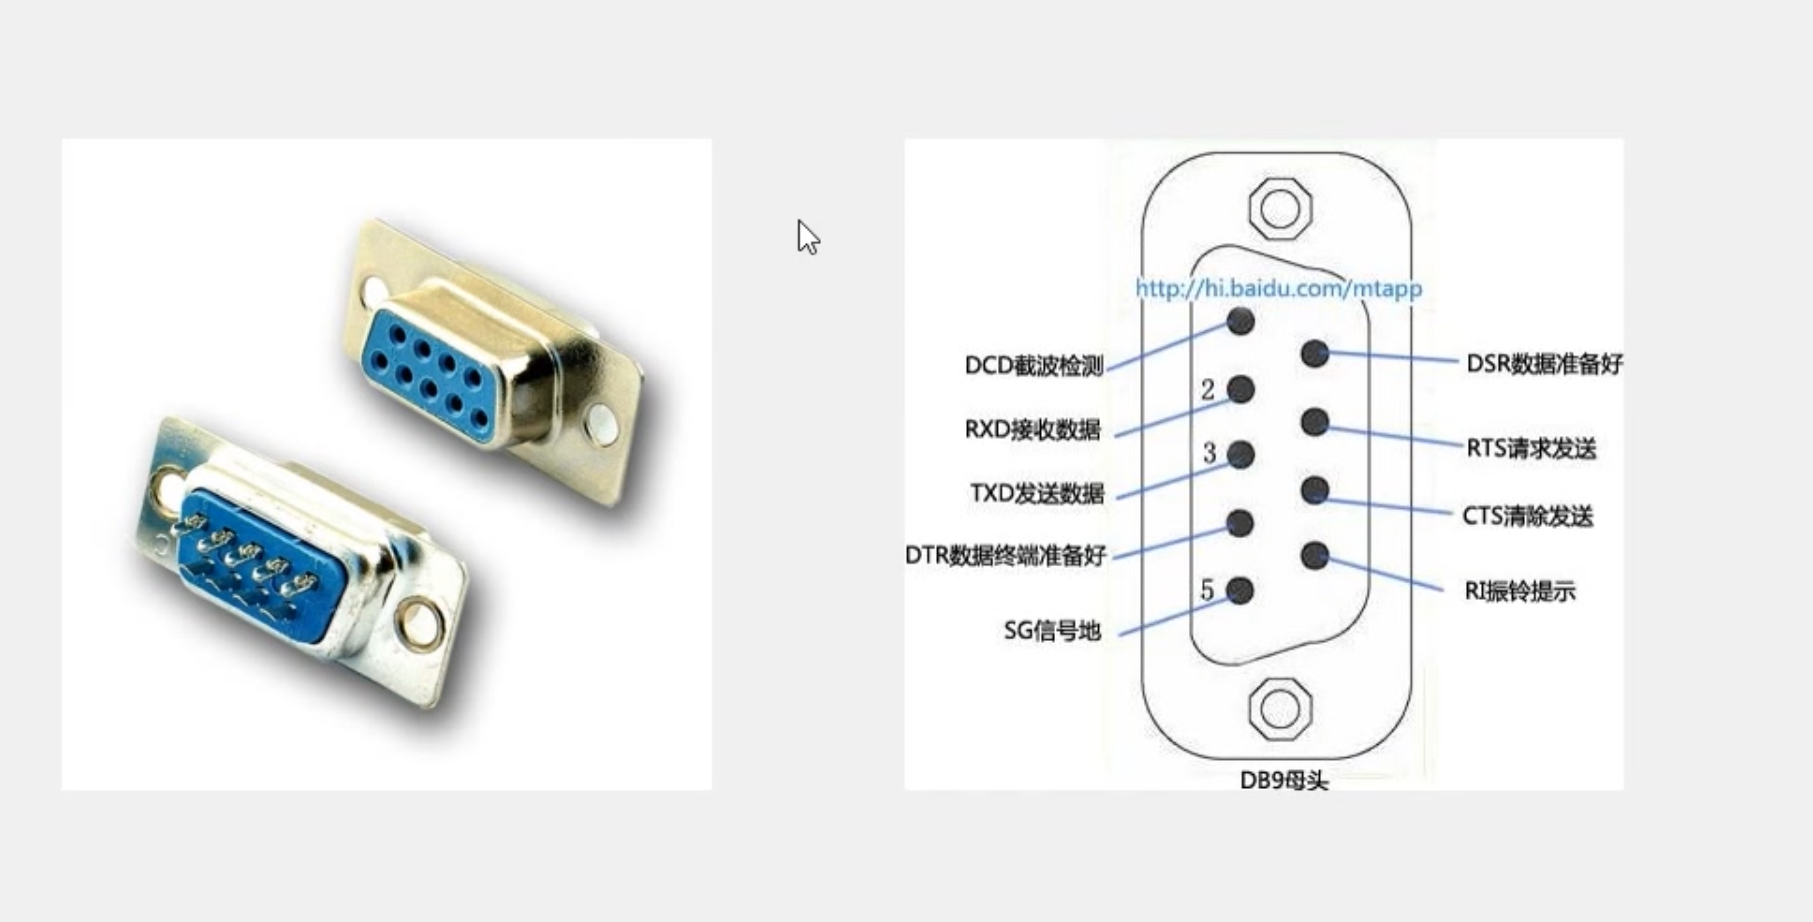 http://hi.baidu.com/mtapp
DCD截波检测
DSR数据准备好
2
RXD接收数据
RTS请求发送
3
TXD发送数据
CTS清除发送
DTR数据终端准备好
RI振铃提示
5
SG信号地
DB9母头